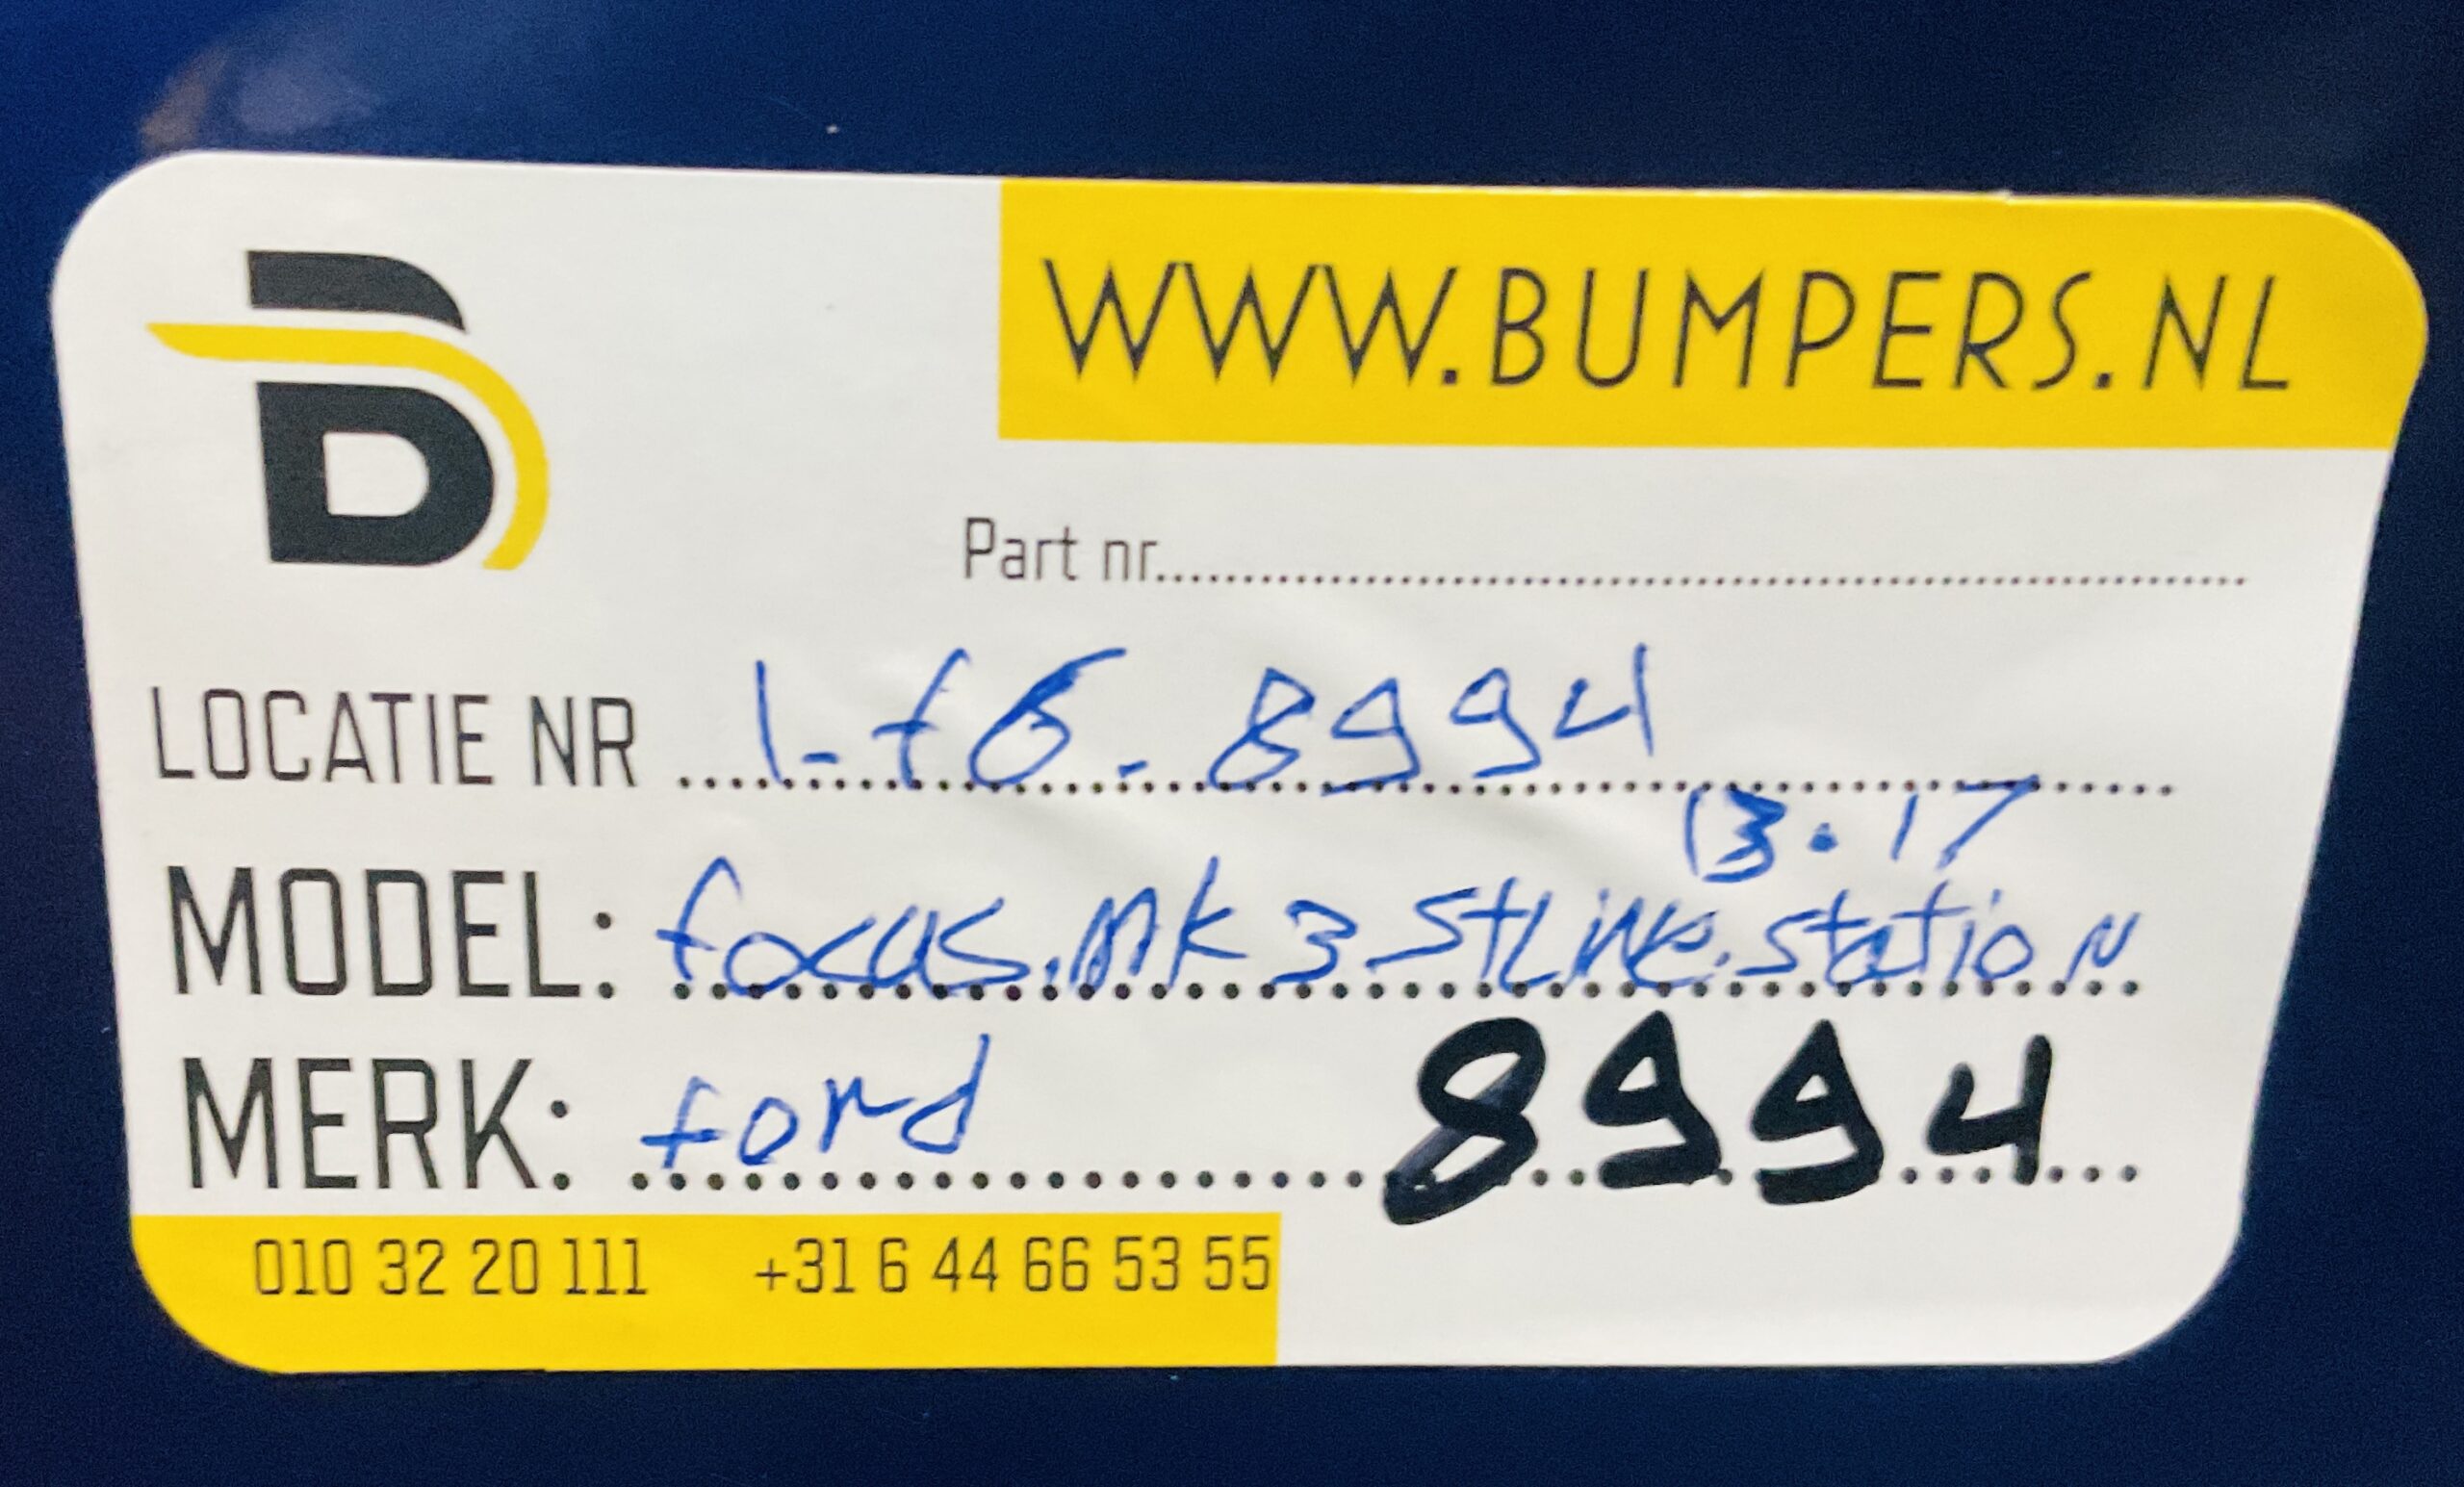 B
WWW.BUMPERS.NL
Part nr.
LOCATIE NR 1-f6-8994
13.17
MODEL: focus.mk3.STLine.station
MERK: ford 8994
010 32 20 111 +31 6 44 66 53 55